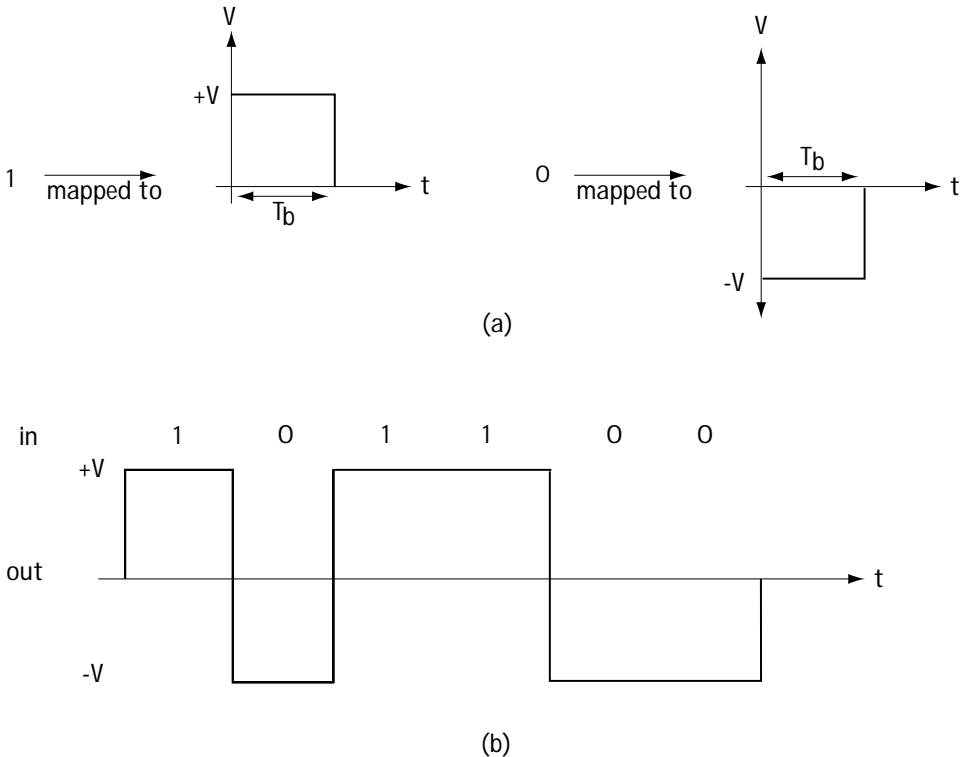 V
V
+V
1 mapped to
t
T_b
0 mapped to
T_b
t
-V
(a)
in 1 0 1 1 0 0
+V
out
t
-V
(b)